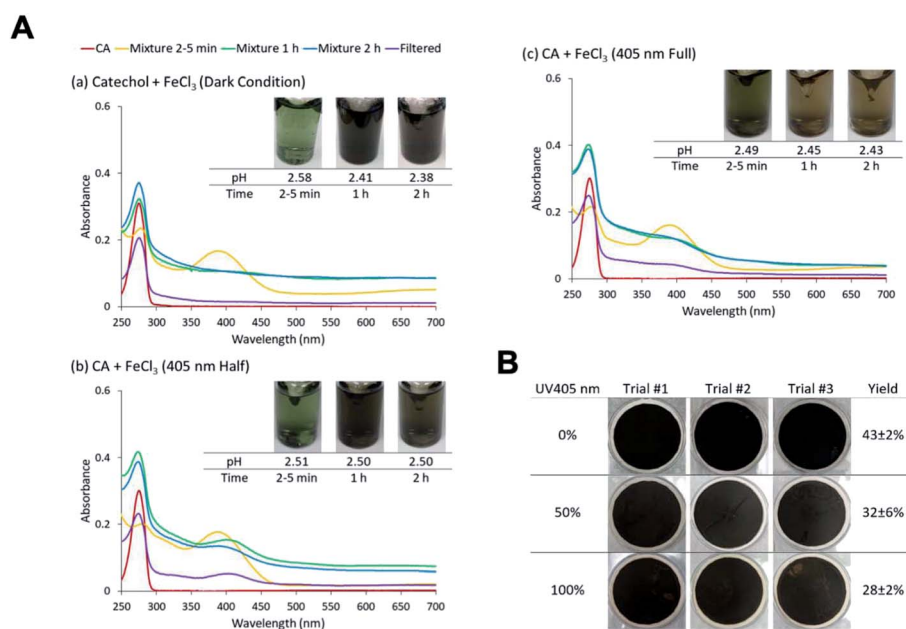 A
CA Mixture 2-5 min Mixture 1 h Mixture 2 h Filtered
(a) Catechol + FeCl₃ (Dark Condition)
0.6
0.4
0.2
0
Absorbance
pH 2.58 2.41 2.38
Time 2-5 min 1 h 2 h
250 300 350 400 450 500 550 600 650 700
Wavelength (nm)
(b) CA + FeCl₃ (405 nm Half)
0.6
0.4
0.2
0
Absorbance
pH 2.51 2.50 2.50
Time 2-5 min 1 h 2 h
250 300 350 400 450 500 550 600 650 700
Wavelength (nm)
(c) CA + FeCl₃ (405 nm Full)
0.6
0.4
0.2
0
Absorbance
pH 2.49 2.45 2.43
Time 2-5 min 1 h 2 h
250 300 350 400 450 500 550 600 650 700
Wavelength (nm)
B
UV405 nm Trial #1 Trial #2 Trial #3 Yield
0% 43±2%
50% 32±6%
100% 28±2%